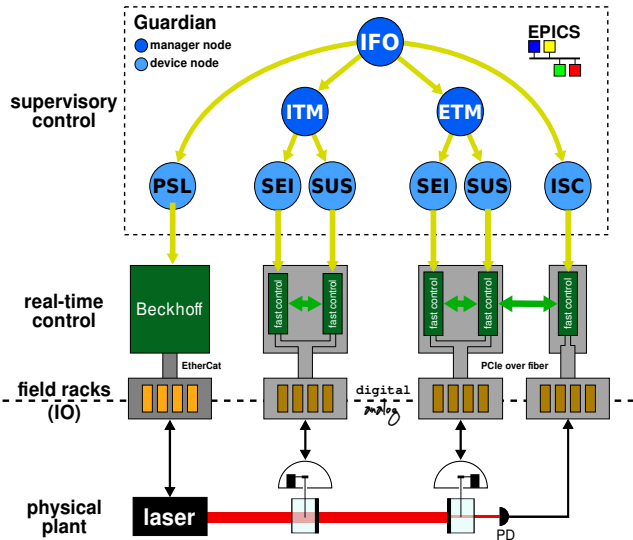 Guardian
manager node
device node
EPICS
IFO
supervisory
control
ITM
ETM
PSL
SEI
SUS
SEI
SUS
ISC
real-time
control
Beckhoff
fast control
fast control
fast control
fast control
fast control
EtherCat
PCIe over fiber
field racks
(IO)
digital
analog
physical
plant
laser
PD